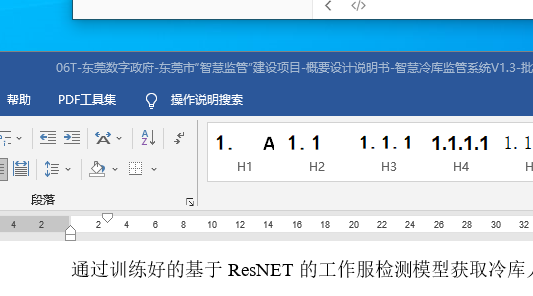 06T-东莞数字政府-东莞市“智慧监管”建设项目-概要设计说明书-智慧冷库监管系统V1.3-批
帮助 PDF工具集 操作说明搜索
1. A 1. 1 1. 1. 1 1.1.1.1 1. 1
H1 H2 H3 H4 H
段落
4 2 2 4 6 8 10 12 14 16 18 20 22 24 26 28 30 32
通过训练好的基于 ResNET 的工作服检测模型获取冷库